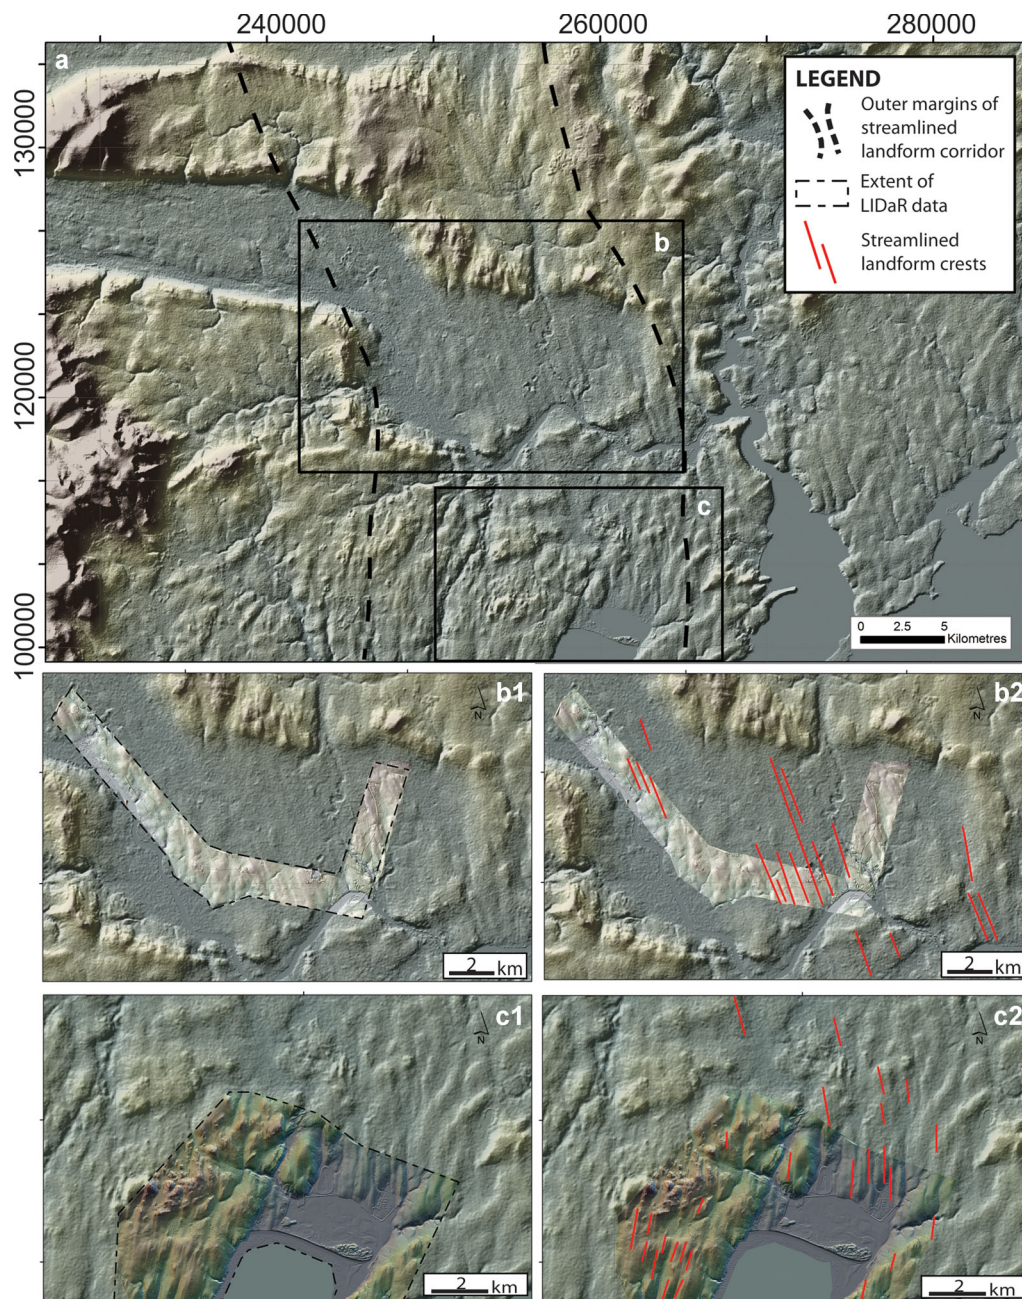 240000 260000 280000
a
130000
120000
100000
LEGEND
Outer margins of
streamlined
landform corridor
Extent of
LIDaR data
Streamlined
landform crests
b
c
0 2.5 5
Kilometres
b1
N
2
km
b2
N
2
km
c1
N
2
km
c2
N
2
km